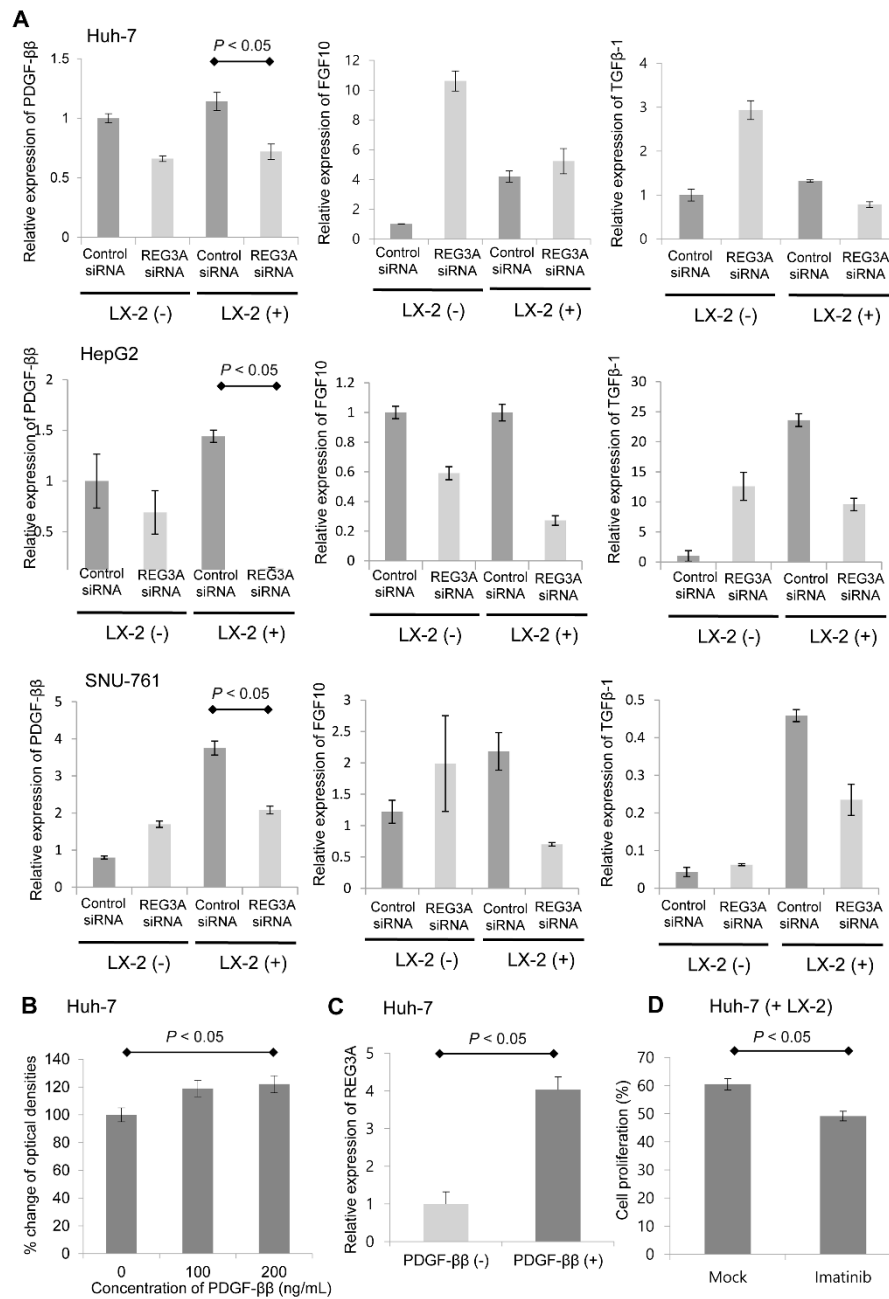 A
Huh-7
P < 0.05
Relative expression of PDGF-ββ
1.5
1
0.5
0
Control siRNA
REG3A siRNA
Control siRNA
REG3A siRNA
LX-2 (-)
LX-2 (+)
Relative expression of FGF10
12
10
8
6
4
2
0
Control siRNA
REG3A siRNA
Control siRNA
REG3A siRNA
LX-2 (-)
LX-2 (+)
Relative expression of TGFβ-1
4
3
2
1
0
Control siRNA
REG3A siRNA
Control siRNA
REG3A siRNA
LX-2 (-)
LX-2 (+)
HepG2
P < 0.05
Relative expression of PDGF-ββ
2
1.5
1
0.5
Control siRNA
REG3A siRNA
Control siRNA
REG3A siRNA
LX-2 (-)
LX-2 (+)
Relative expression of FGF10
1.2
1
0.8
0.6
0.4
0.2
0
Control siRNA
REG3A siRNA
Control siRNA
REG3A siRNA
LX-2 (-)
LX-2 (+)
Relative expression of TGFβ-1
30
25
20
15
10
5
0
Control siRNA
REG3A siRNA
Control siRNA
REG3A siRNA
LX-2 (-)
LX-2 (+)
SNU-761
P < 0.05
Relative expression of PDGF-ββ
5
4
3
2
1
0
Control siRNA
REG3A siRNA
Control siRNA
REG3A siRNA
LX-2 (-)
LX-2 (+)
Relative expression of FGF10
3
2.5
2
1.5
1
0.5
0
Control siRNA
REG3A siRNA
Control siRNA
REG3A siRNA
LX-2 (-)
LX-2 (+)
Relative expression of TGFβ-1
0.5
0.4
0.3
0.2
0.1
0
Control siRNA
REG3A siRNA
Control siRNA
REG3A siRNA
LX-2 (-)
LX-2 (+)
B
Huh-7
P < 0.05
% change of optical densities
140
120
100
80
60
40
20
0
0
100
200
Concentration of PDGF-ββ (ng/mL)
C
Huh-7
P < 0.05
Relative expression of REG3A
5
4
3
2
1
0
PDGF-ββ (-)
PDGF-ββ (+)
D
Huh-7 (+ LX-2)
P < 0.05
Cell proliferation (%)
70
60
50
40
30
20
10
0
Mock
Imatinib